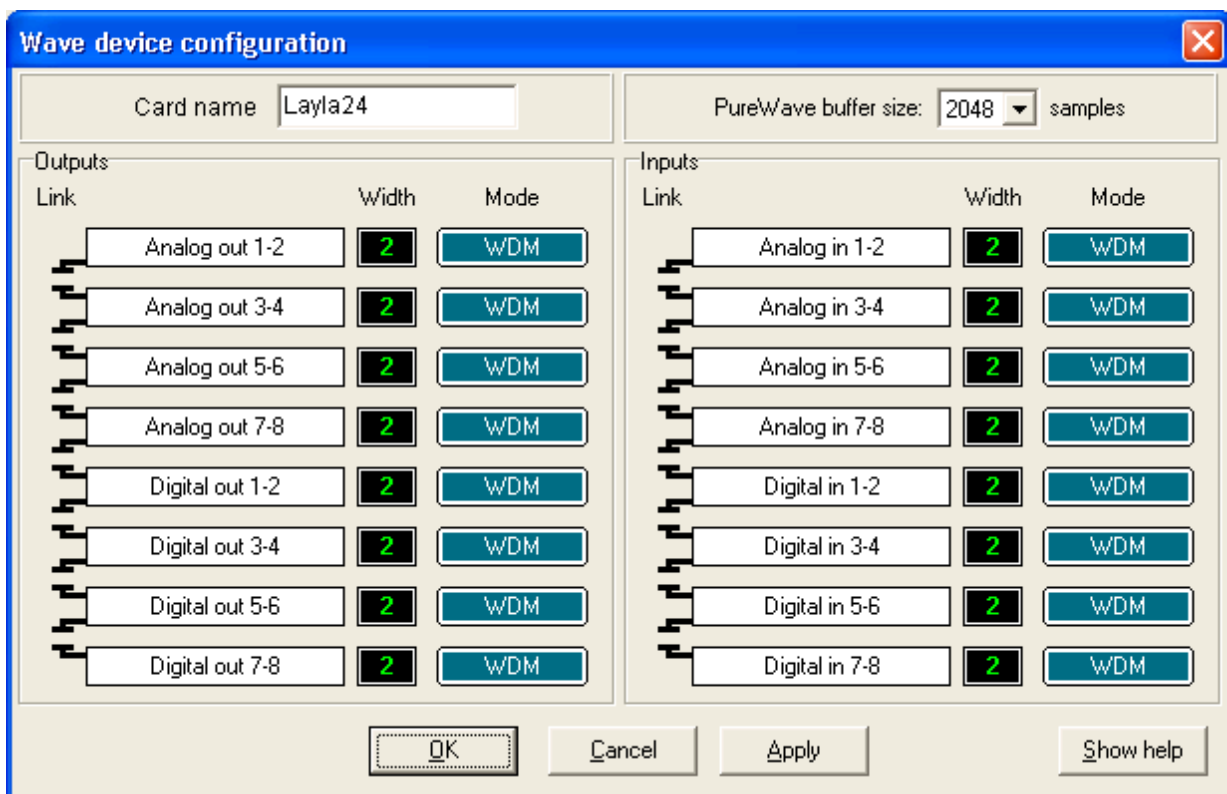 Wave device configuration
Card name Layla24
PureWave buffer size: 2048 samples
Outputs
Link Width Mode
Analog out 1-2 2 WDM
Analog out 3-4 2 WDM
Analog out 5-6 2 WDM
Analog out 7-8 2 WDM
Digital out 1-2 2 WDM
Digital out 3-4 2 WDM
Digital out 5-6 2 WDM
Digital out 7-8 2 WDM
Inputs
Link Width Mode
Analog in 1-2 2 WDM
Analog in 3-4 2 WDM
Analog in 5-6 2 WDM
Analog in 7-8 2 WDM
Digital in 1-2 2 WDM
Digital in 3-4 2 WDM
Digital in 5-6 2 WDM
Digital in 7-8 2 WDM
OK Cancel Apply Show help